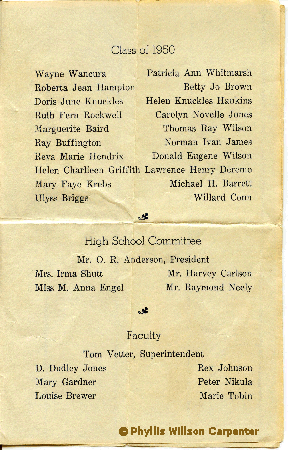 Class of 1950
Wayne Wancura Patricia Ann Whitmarsh
Roberta Jean Hampton Betty Jo Brown
Doris June Knuckles Helen Knuckles Hankins
Ruth Fern Rockwell Carolyn Novelle Jones
Marguerite Baird Thomas Ray Wilson
Ray Buffington Norman Ivan James
Reva Marie Hendrix Donald Eugene Wilson
Helen Charlleen Griffith Lawrence Henry Doremo
Mary Faye Krebs Michael H. Barrett
Ulyss Briggs Willard Conn
High School Committee
Mr. O. R. Anderson, President
Mrs. Irma Shutt Mr. Harvey Carlson
Miss M. Anna Engel Mr. Raymond Neely
Faculty
Tom Vetter, Superintendent
D. Dudley Jones Rex Johnson
Mary Gardner Peter Nikula
Louise Brewer Marie Tobin
© Phyllis Willson Carpenter